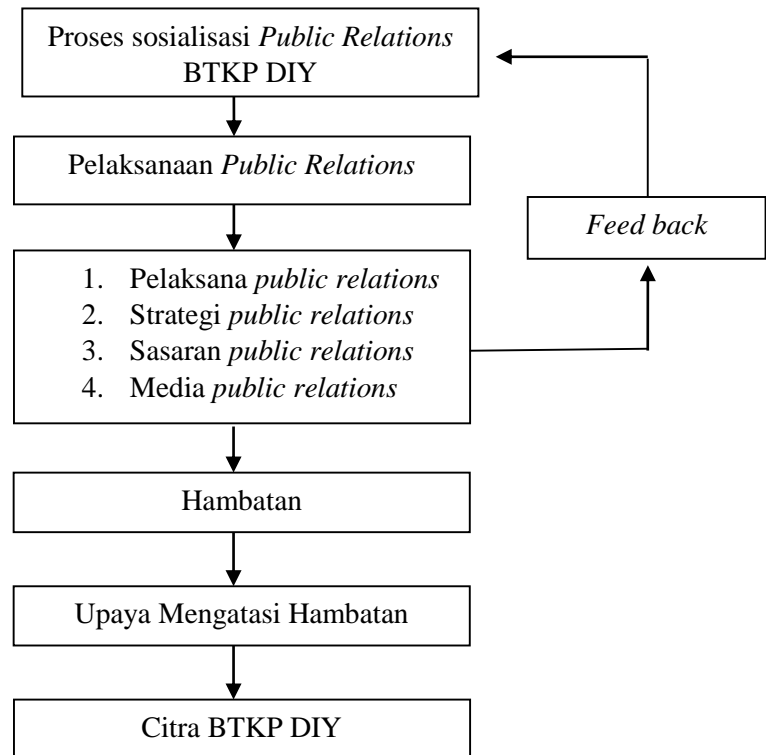 Proses sosialisasi Public Relations
BTKP DIY
Pelaksanaan Public Relations
Feed back
1. Pelaksana public relations
2. Strategi public relations
3. Sasaran public relations
4. Media public relations
Hambatan
Upaya Mengatasi Hambatan
Citra BTKP DIY